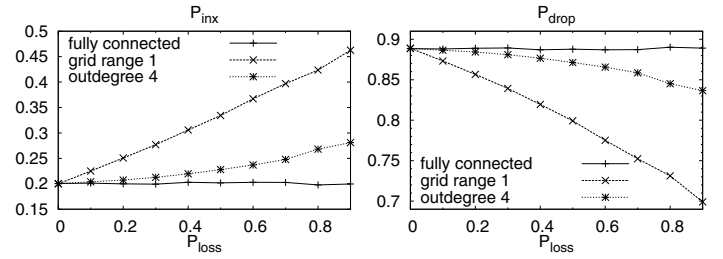 P_inx
0.5
0.45
0.4
0.35
0.3
0.25
0.2
0.15
fully connected
grid range 1
outdegree 4
0 0.2 0.4 0.6 0.8
P_loss
P_drop
0.9
0.85
0.8
0.75
0.7
fully connected
grid range 1
outdegree 4
0 0.2 0.4 0.6 0.8
P_loss